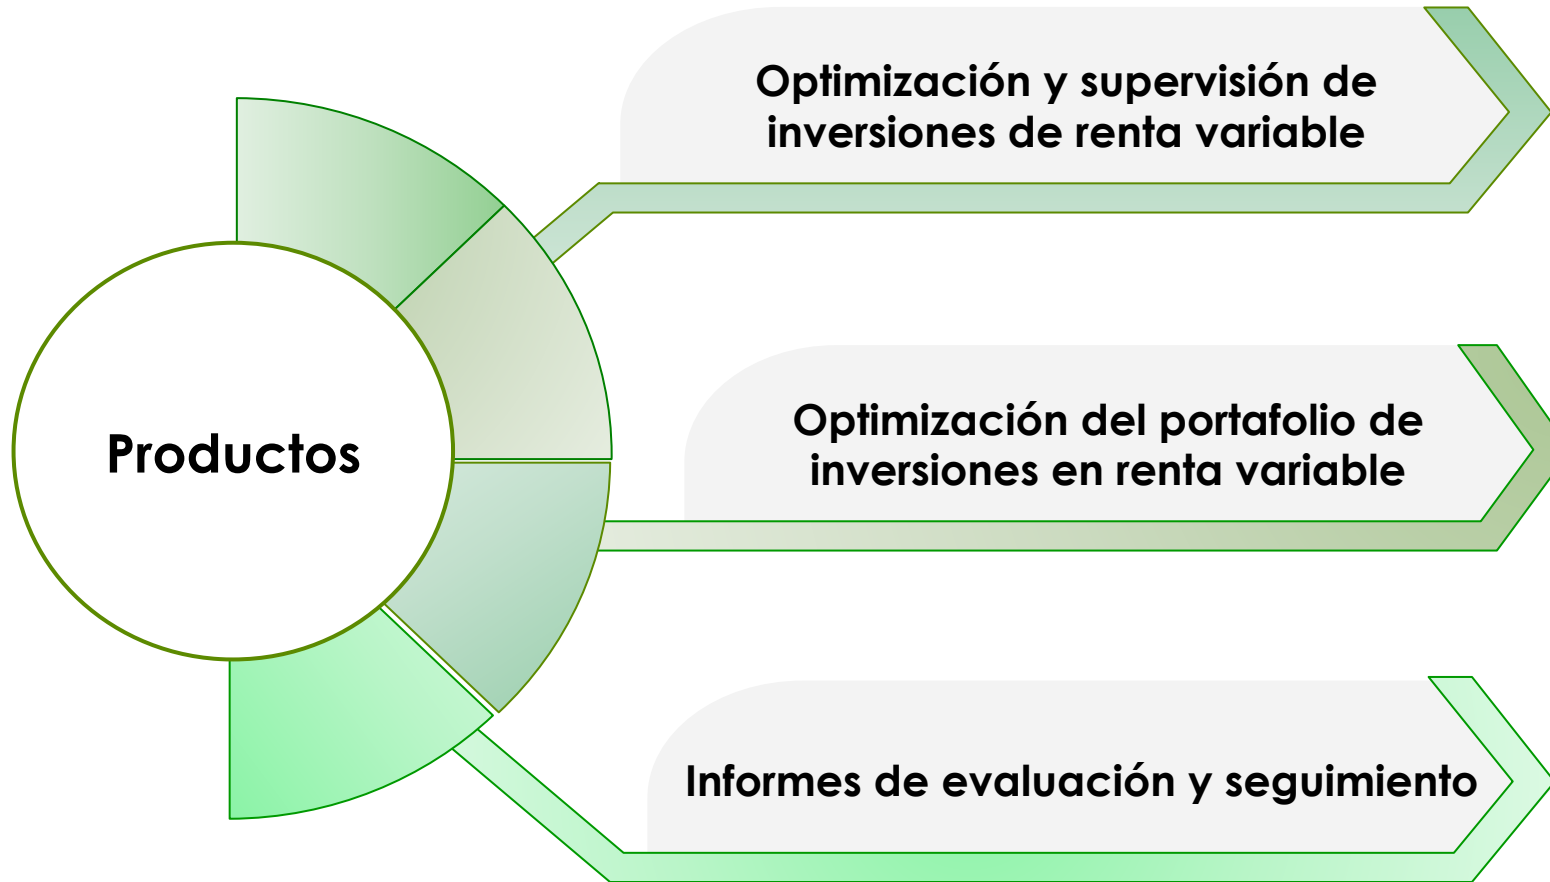 Optimización y supervisión de
inversiones de renta variable
Productos
Optimización del portafolio de
inversiones en renta variable
Informes de evaluación y seguimiento